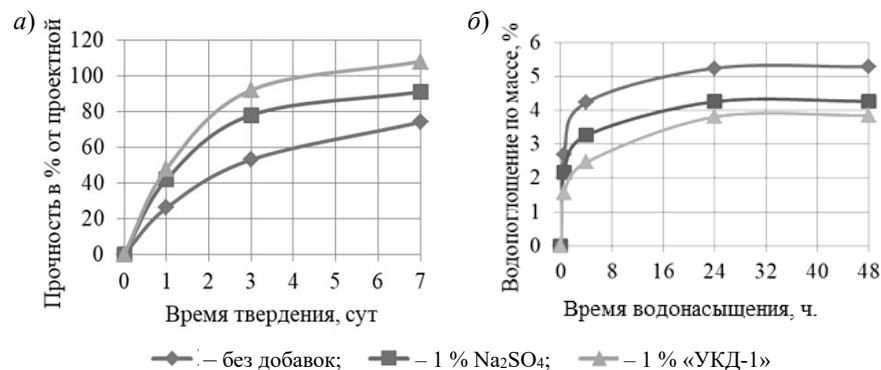 а)
Прочность в % от проектной
120
100
80
60
40
20
0
0 1 2 3 4 5 6 7
Время твердения, сут
б)
Водопоглощение по массе, %
6
5
4
3
2
1
0
0 8 16 24 32 40 48
Время водонасыщения, ч.
– без добавок; – 1 % Na₂SO₄; – 1 % «УКД-1»